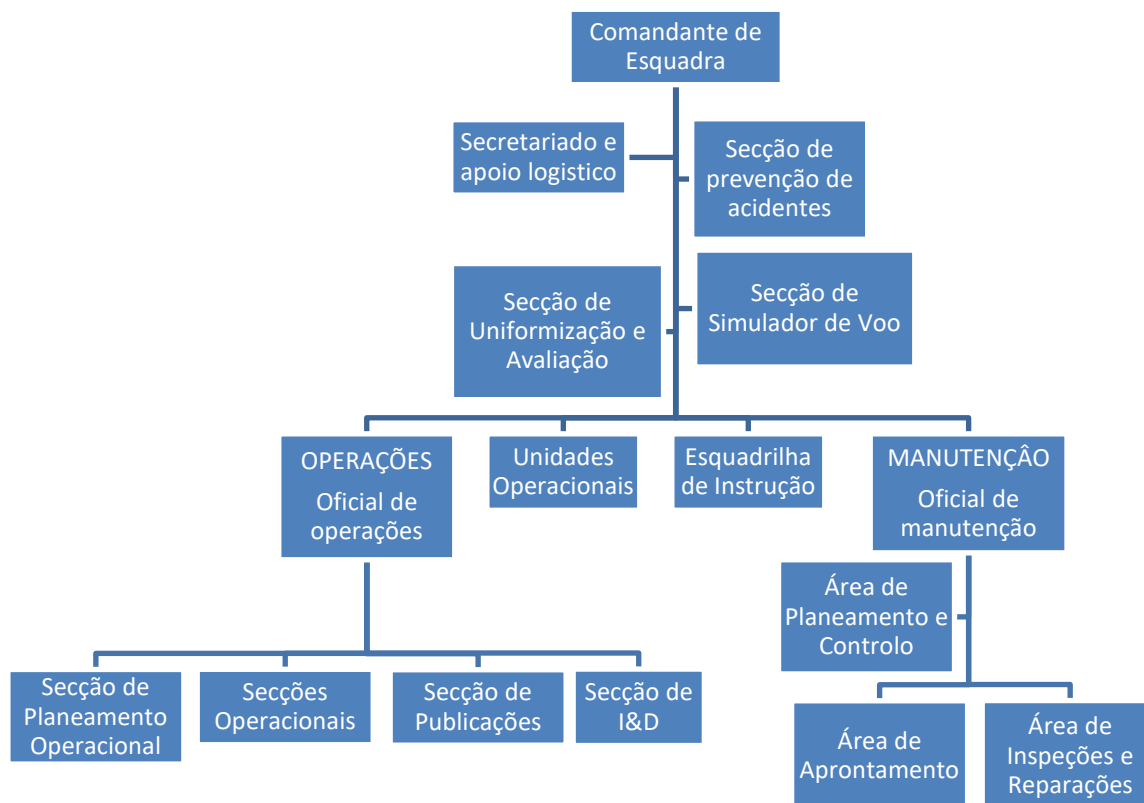 Comandante de
Esquadra
Secretariado e
apoio logistico
Secção de
prevenção de
acidentes
Secção de
Uniformização e
Avaliação
Secção de
Simulador de Voo
OPERAÇÕES
Oficial de
operações
Unidades
Operacionais
Esquadrilha
de Instrução
MANUTENÇÂO
Oficial de
manutenção
Secção de
Planeamento
Operacional
Secções
Operacionais
Secção de
Publicações
Secção de
I&D
Área de
Planeamento e
Controlo
Área de
Aprontamento
Área de
Inspeções e
Reparações